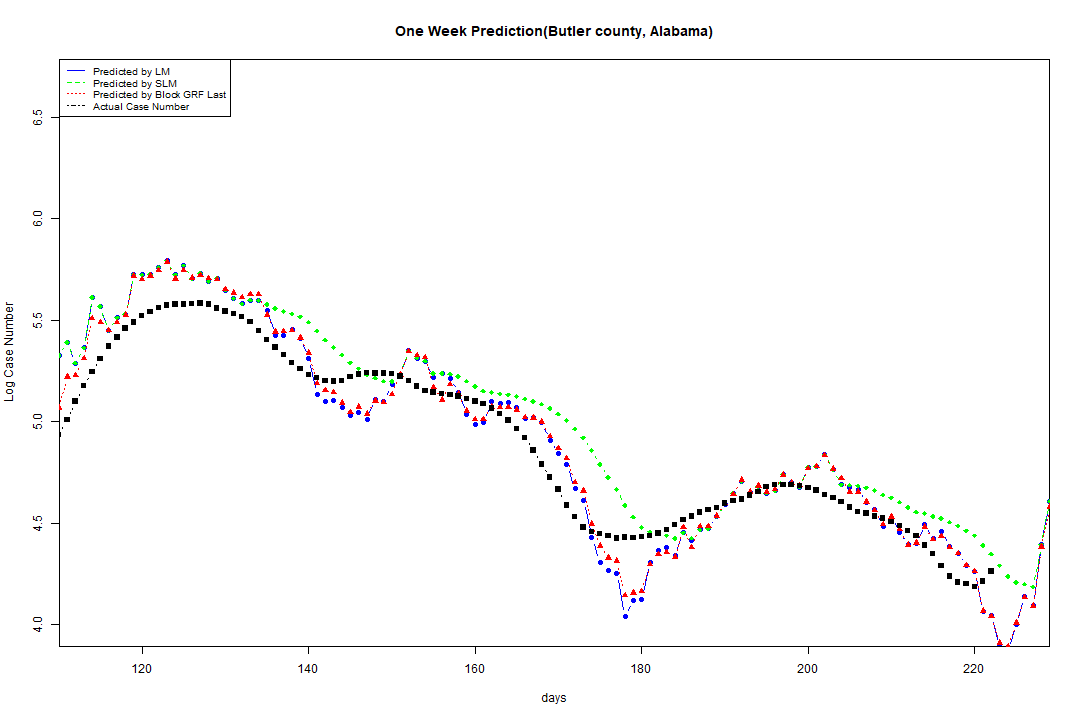 One Week Prediction(Butler county, Alabama)
Predicted by LM
Predicted by SLM
Predicted by Block GRF Last
Actual Case Number
6.5
6.0
5.5
5.0
4.5
4.0
Log Case Number
120 140 160 180 200 220
days